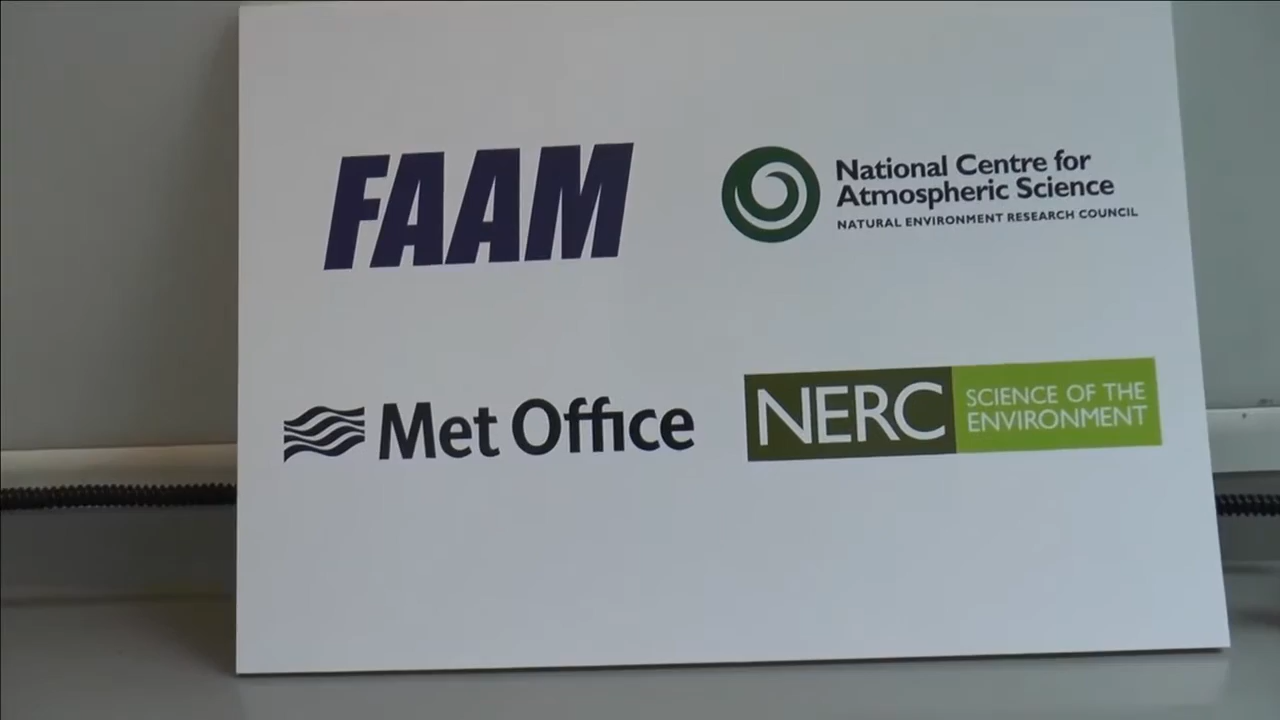 FAAM
National Centre for
Atmospheric Science
NATURAL ENVIRONMENT RESEARCH COUNCIL
Met Office
NERC
SCIENCE OF THE
ENVIRONMENT